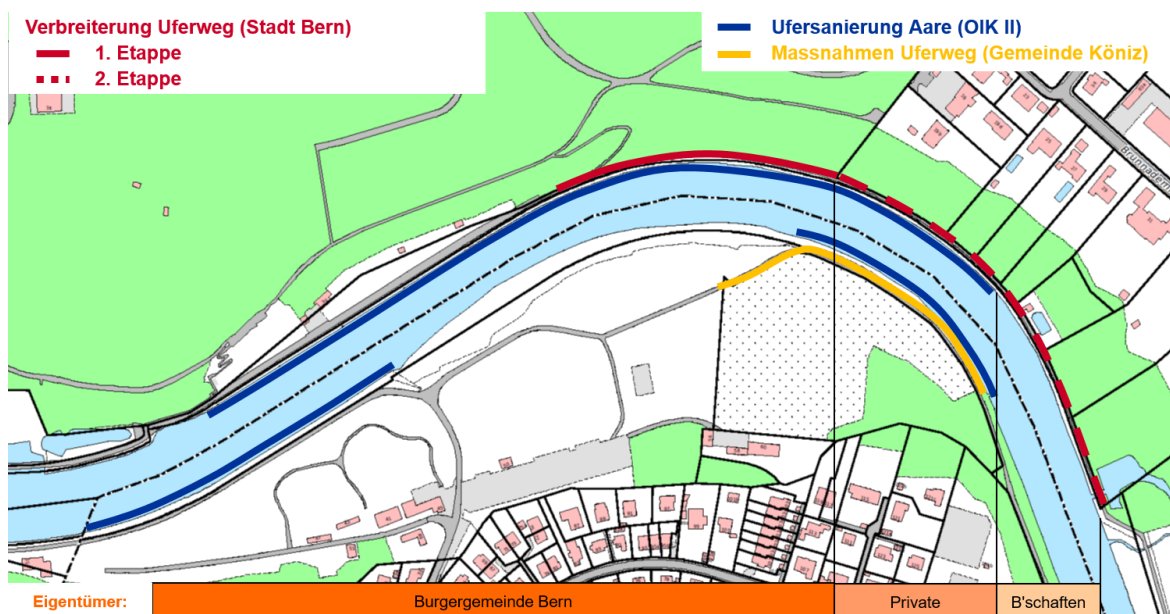 Verbreiterung Uferweg (Stadt Bern)
1. Etappe
2. Etappe
Ufersanierung Aare (OIK II)
Massnahmen Uferweg (Gemeinde Köniz)
Eigentümer:
Burgergemeinde Bern
Private
B'schaften